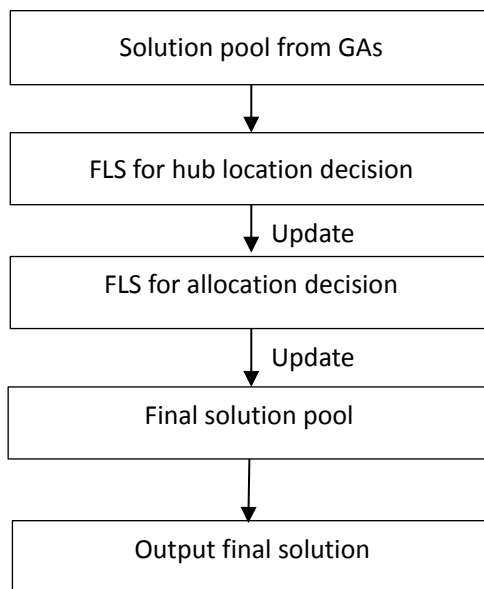 Solution pool from GAs
FLS for hub location decision
Update
FLS for allocation decision
Update
Final solution pool
Output final solution